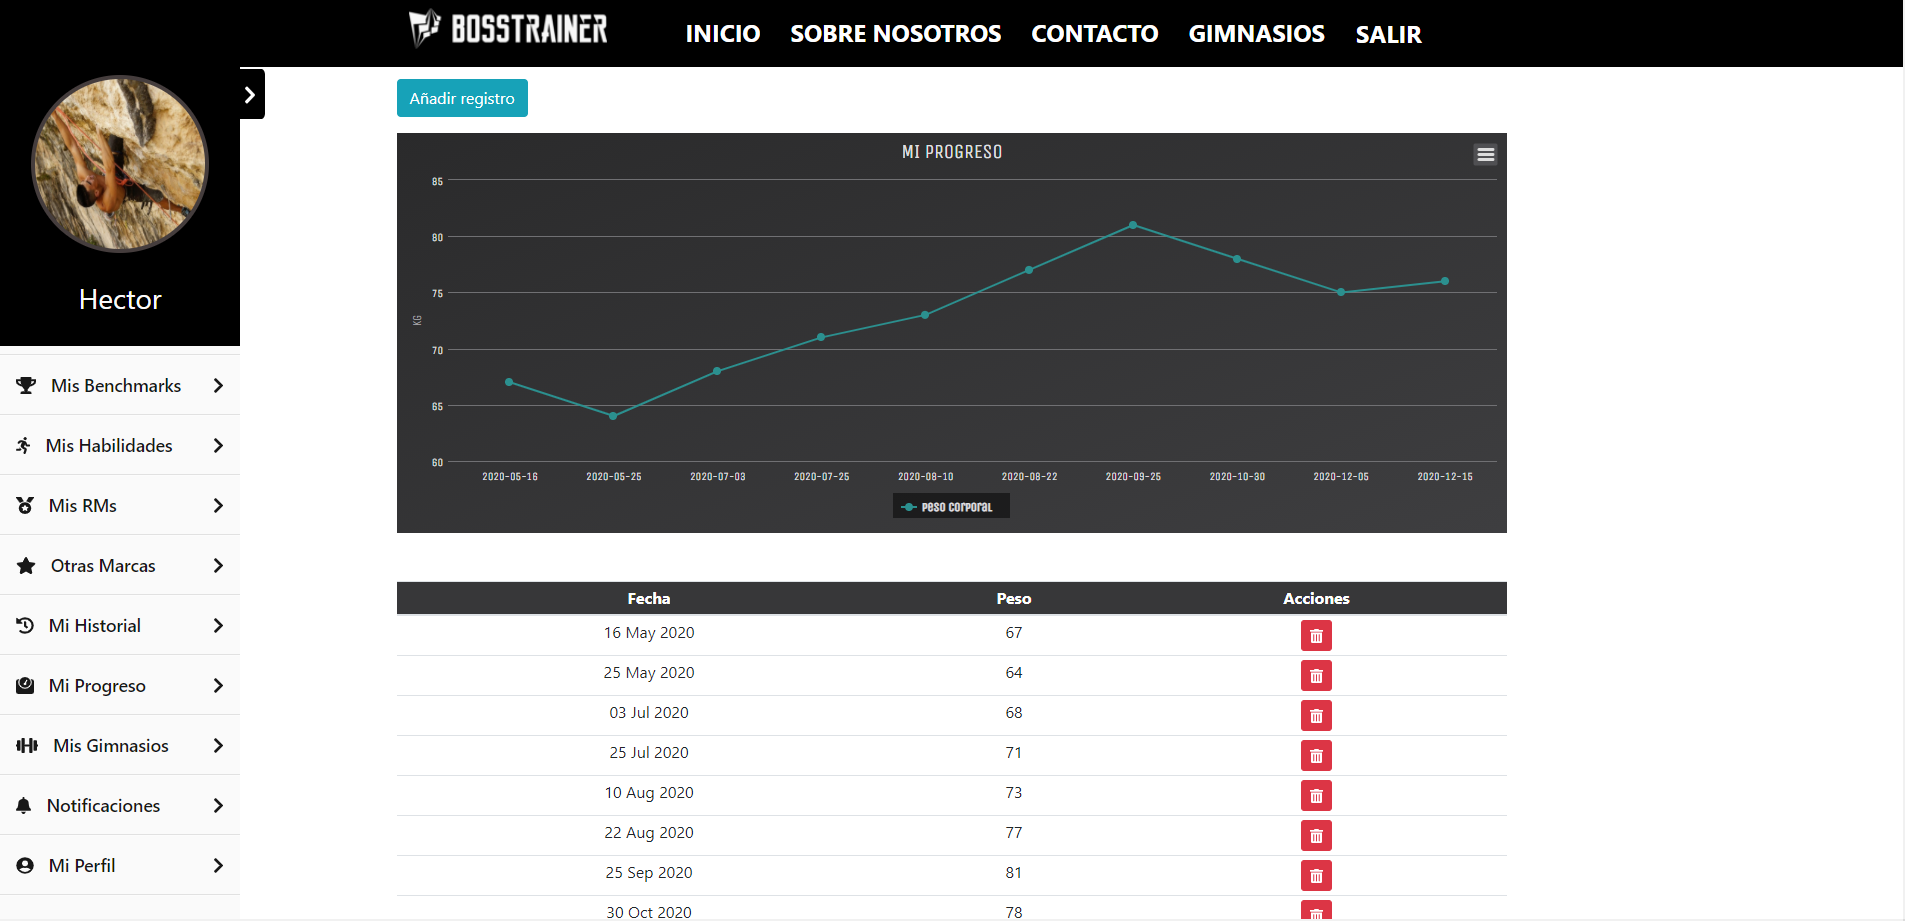 BOSSTRAINER
INICIO SOBRE NOSOTROS CONTACTO GIMNASIOS SALIR
Hector
Mis Benchmarks
Mis Habilidades
Mis RMs
Otras Marcas
Mi Historial
Mi Progreso
Mis Gimnasios
Notificaciones
Mi Perfil
Añadir registro
MI PROGRESO
85
80
75
70
65
60
KG
2020-05-16 2020-05-25 2020-07-03 2020-07-25 2020-08-10 2020-08-22 2020-09-25 2020-10-30 2020-12-05 2020-12-15
Peso Corporal
Fecha Peso Acciones
16 May 2020 67
25 May 2020 64
03 Jul 2020 68
25 Jul 2020 71
10 Aug 2020 73
22 Aug 2020 77
25 Sep 2020 81
30 Oct 2020 78